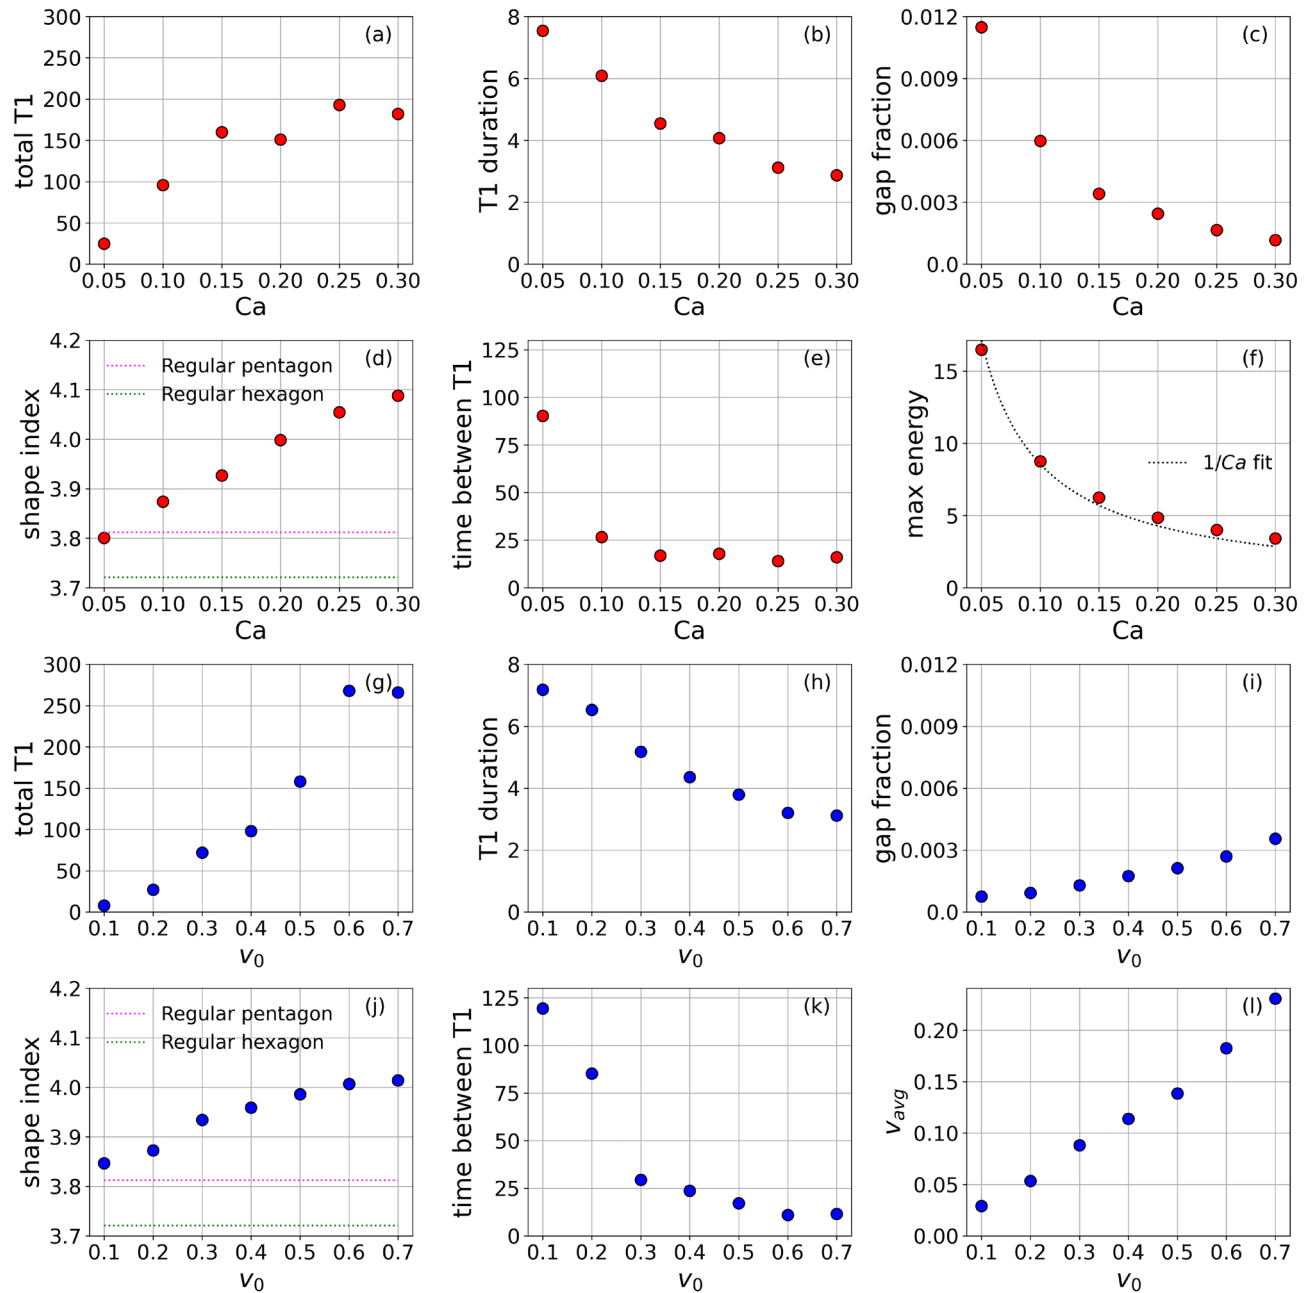 (a)
total T1
300
250
200
150
100
50
0
0.05 0.10 0.15 0.20 0.25 0.30
Ca
(b)
T1 duration
8
6
4
2
0
0.05 0.10 0.15 0.20 0.25 0.30
Ca
(c)
gap fraction
0.012
0.009
0.006
0.003
0.0
0.05 0.10 0.15 0.20 0.25 0.30
Ca
(d)
Regular pentagon
Regular hexagon
shape index
4.2
4.1
4.0
3.9
3.8
3.7
0.05 0.10 0.15 0.20 0.25 0.30
Ca
(e)
time between T1
125
100
75
50
25
0
0.05 0.10 0.15 0.20 0.25 0.30
Ca
(f)
1/Ca fit
max energy
15
10
5
0
0.05 0.10 0.15 0.20 0.25 0.30
Ca
(g)
total T1
300
250
200
150
100
50
0
0.1 0.2 0.3 0.4 0.5 0.6 0.7
v₀
(h)
T1 duration
8
6
4
2
0
0.1 0.2 0.3 0.4 0.5 0.6 0.7
v₀
(i)
gap fraction
0.012
0.009
0.006
0.003
0.0
0.1 0.2 0.3 0.4 0.5 0.6 0.7
v₀
(j)
Regular pentagon
Regular hexagon
shape index
4.2
4.1
4.0
3.9
3.8
3.7
0.1 0.2 0.3 0.4 0.5 0.6 0.7
v₀
(k)
time between T1
125
100
75
50
25
0
0.1 0.2 0.3 0.4 0.5 0.6 0.7
v₀
(l)
v_avg
0.20
0.15
0.10
0.05
0.00
0.1 0.2 0.3 0.4 0.5 0.6 0.7
v₀